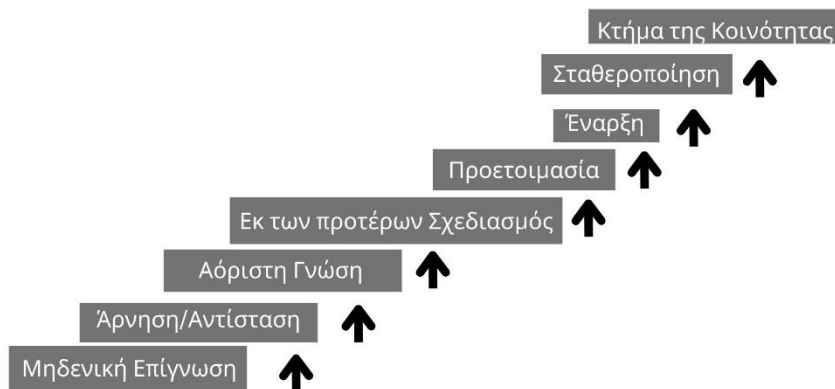 Κτήμα της Κοινότητας
Σταθεροποίηση
Έναρξη
Προετοιμασία
Εκ των προτέρων Σχεδιασμός
Αόριστη Γνώση
Άρνηση/Αντίσταση
Μηδενική Επίγνωση